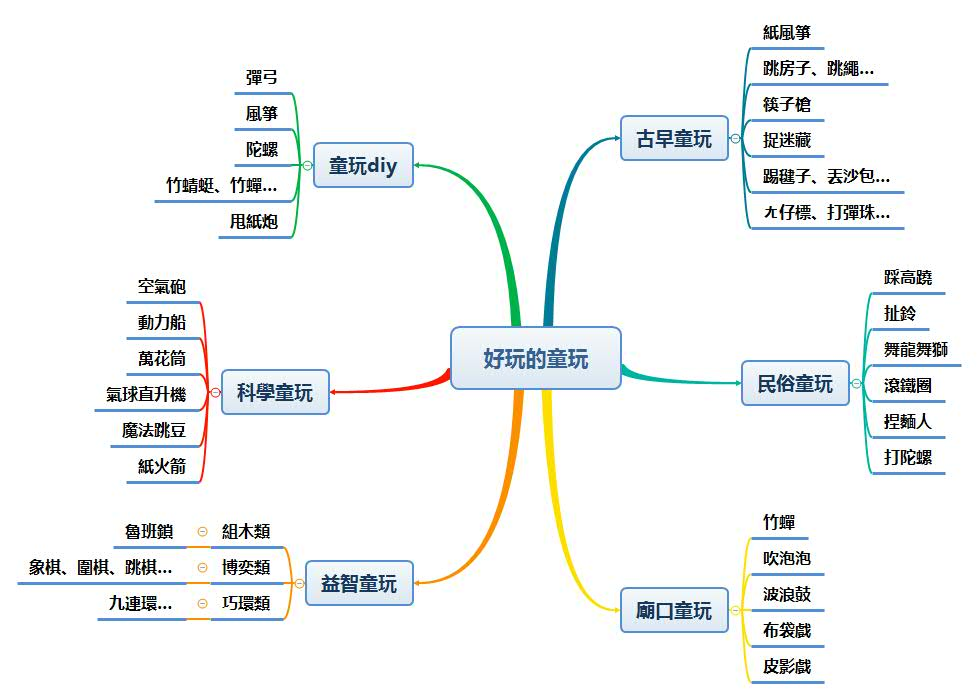 好玩的童玩
古早童玩
紙風箏
跳房子、跳繩...
筷子槍
捉迷藏
踢毽子、丟沙包...
尪仔標、打彈珠...
民俗童玩
踩高蹺
扯鈴
舞龍舞獅
滾鐵圈
捏麵人
打陀螺
廟口童玩
竹蟬
吹泡泡
波浪鼓
布袋戲
皮影戲
益智童玩
組木類
魯班鎖
博奕類
象棋、圍棋、跳棋...
巧環類
九連環...
科學童玩
空氣砲
動力船
萬花筒
氣球直升機
魔法跳豆
紙火箭
童玩diy
彈弓
風箏
陀螺
竹蜻蜓、竹蟬...
甩紙炮